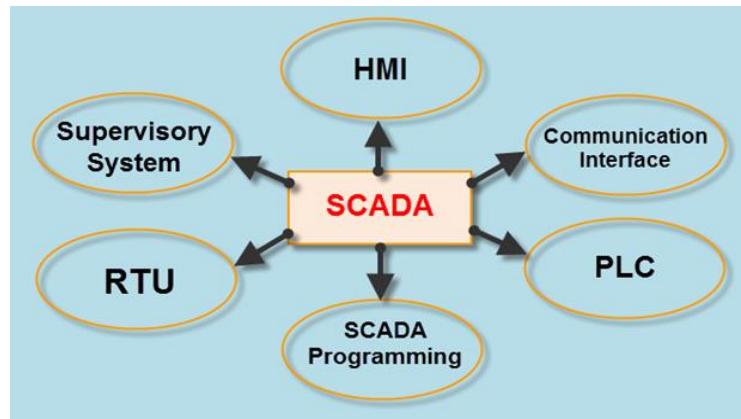 HMI
Supervisory
System
Communication
Interface
SCADA
RTU
PLC
SCADA
Programming